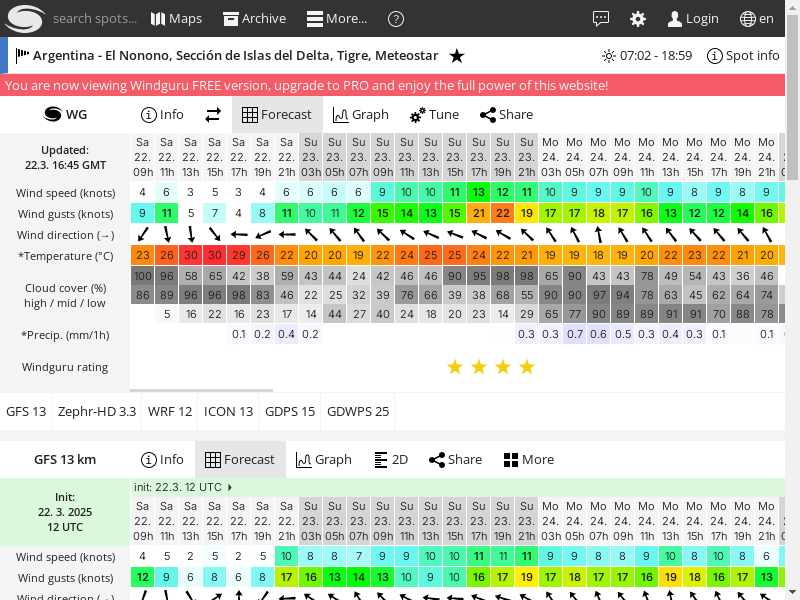 search spots... Maps Archive More... ? Login en
Argentina - El Nonono, Sección de Islas del Delta, Tigre, Meteostar ★ 07:02 - 18:59 Spot info
You are now viewing Windguru FREE version, upgrade to PRO and enjoy the full power of this website!
WG Info Forecast Graph Tune Share
Updated:
22.3. 16:45 GMT
Sa Sa Sa Sa Sa Sa Sa Su Su Su Su Su Su Su Su Su Su Mo Mo Mo Mo Mo Mo Mo Mo Mo Mo
22. 22. 22. 22. 22. 22. 22. 23. 23. 23. 23. 23. 23. 23. 23. 23. 23. 24. 24. 24. 24. 24. 24. 24. 24. 24. 24.
09h 11h 13h 15h 17h 19h 21h 03h 05h 07h 09h 11h 13h 15h 17h 19h 21h 03h 05h 07h 09h 11h 13h 15h 17h 19h 21h
Wind speed (knots) 4 6 3 5 3 4 6 6 6 6 9 10 10 11 13 12 11 10 9 9 9 10 9 8 9 8 9
Wind gusts (knots) 9 11 5 7 4 8 11 10 11 12 15 14 13 15 21 22 19 17 17 18 17 16 13 12 12 14 16
Wind direction (→)
*Temperature (°C) 23 26 30 30 29 26 22 20 20 19 22 24 25 25 24 22 21 20 19 18 19 20 22 23 22 21 20
Cloud cover (%)
high / mid / low
100 96 58 65 42 38 59 43 44 24 42 46 46 90 95 98 98 65 90 43 43 78 49 54 43 36 46
86 89 96 96 98 83 46 22 25 32 39 76 66 39 38 68 55 90 90 97 94 78 63 45 62 64 74
5 16 22 16 23 17 14 44 27 40 24 18 20 23 14 29 65 77 90 89 89 91 91 70 88 78
*Precip. (mm/1h) 0.1 0.2 0.4 0.2 0.3 0.3 0.7 0.6 0.5 0.3 0.4 0.3 0.1 0.1
Windguru rating ★ ★ ★ ★
GFS 13 Zephr-HD 3.3 WRF 12 ICON 13 GDPS 15 GDWPS 25
GFS 13 km Info Forecast Graph 2D Share More
init: 22.3. 12 UTC
Init:
22. 3. 2025
12 UTC
Sa Sa Sa Sa Sa Sa Sa Su Su Su Su Su Su Su Su Su Su Mo Mo Mo Mo Mo Mo Mo Mo Mo Mo
22. 22. 22. 22. 22. 22. 22. 23. 23. 23. 23. 23. 23. 23. 23. 23. 23. 24. 24. 24. 24. 24. 24. 24. 24. 24. 24.
09h 11h 13h 15h 17h 19h 21h 03h 05h 07h 09h 11h 13h 15h 17h 19h 21h 03h 05h 07h 09h 11h 13h 15h 17h 19h 21h
Wind speed (knots) 4 5 2 5 2 5 10 8 8 7 9 9 10 10 11 11 11 9 9 8 8 9 10 8 10 8 6
Wind gusts (knots) 12 9 6 8 6 8 17 16 13 14 13 10 9 10 16 17 19 17 18 17 17 16 19 18 16 17 13
Wind direction (→)